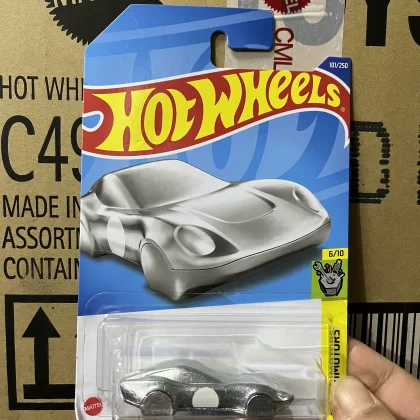 101/250
CML
HOT WHE
HOT WHEELS
C49
MADE IN
ASSORT
CONTAIN
6/10
MATTEL